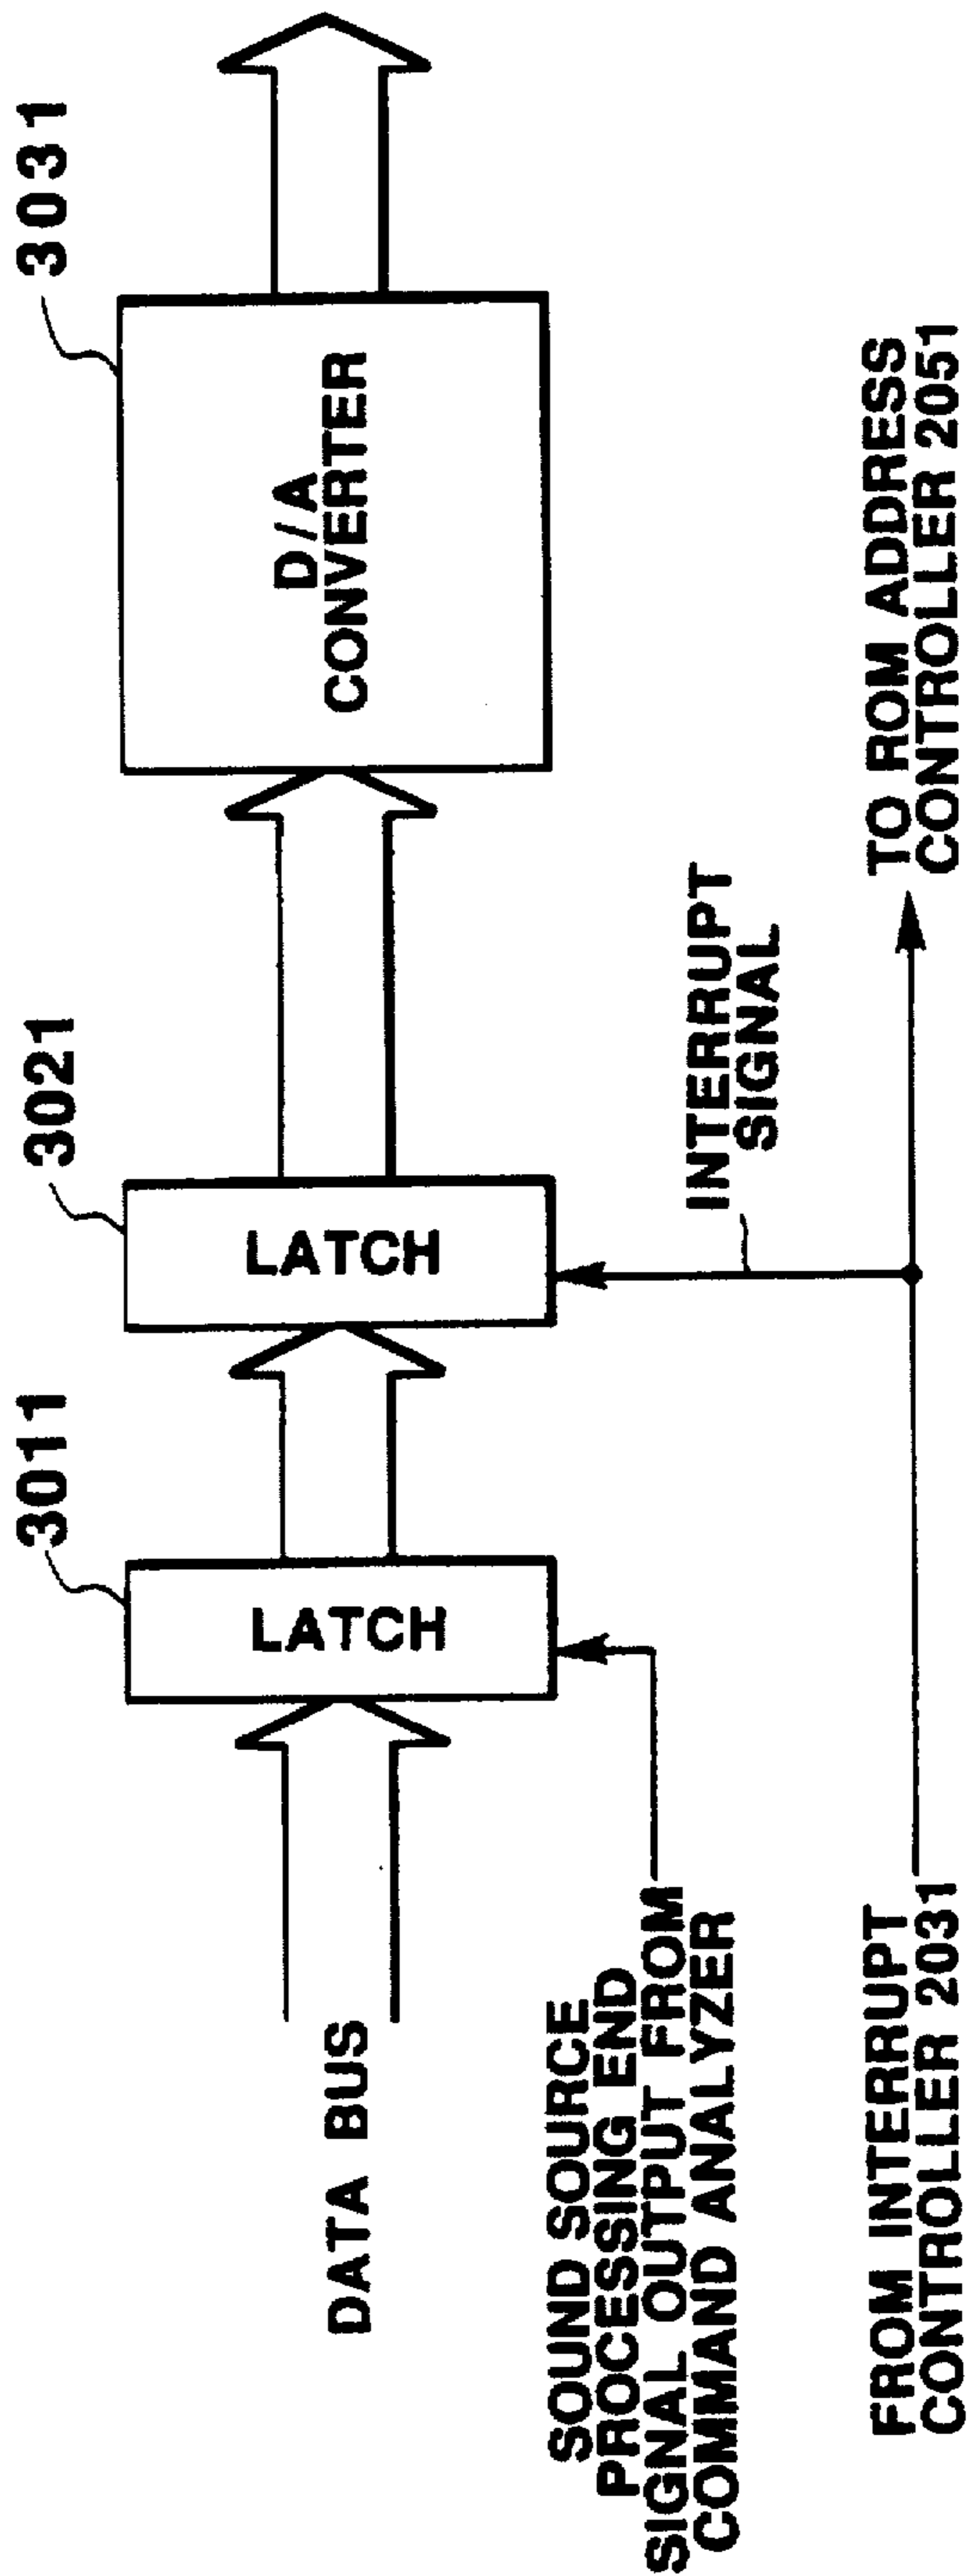 3011
3021
3031
DATA BUS
LATCH
LATCH
D/A
CONVERTER
SOUND SOURCE
PROCESSING END
SIGNAL OUTPUT FROM
COMMAND ANALYZER
INTERRUPT
SIGNAL
FROM INTERRUPT
CONTROLLER 2031
TO ROM ADDRESS
CONTROLLER 2051